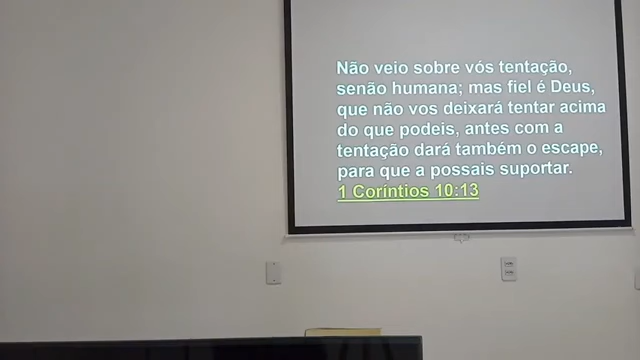 Não veio sobre vós tentação,
senão humana; mas fiel é Deus,
que não vos deixará tentar acima
do que podeis, antes com a
tentação dará também o escape,
para que a possais suportar.
1 Coríntios 10:13